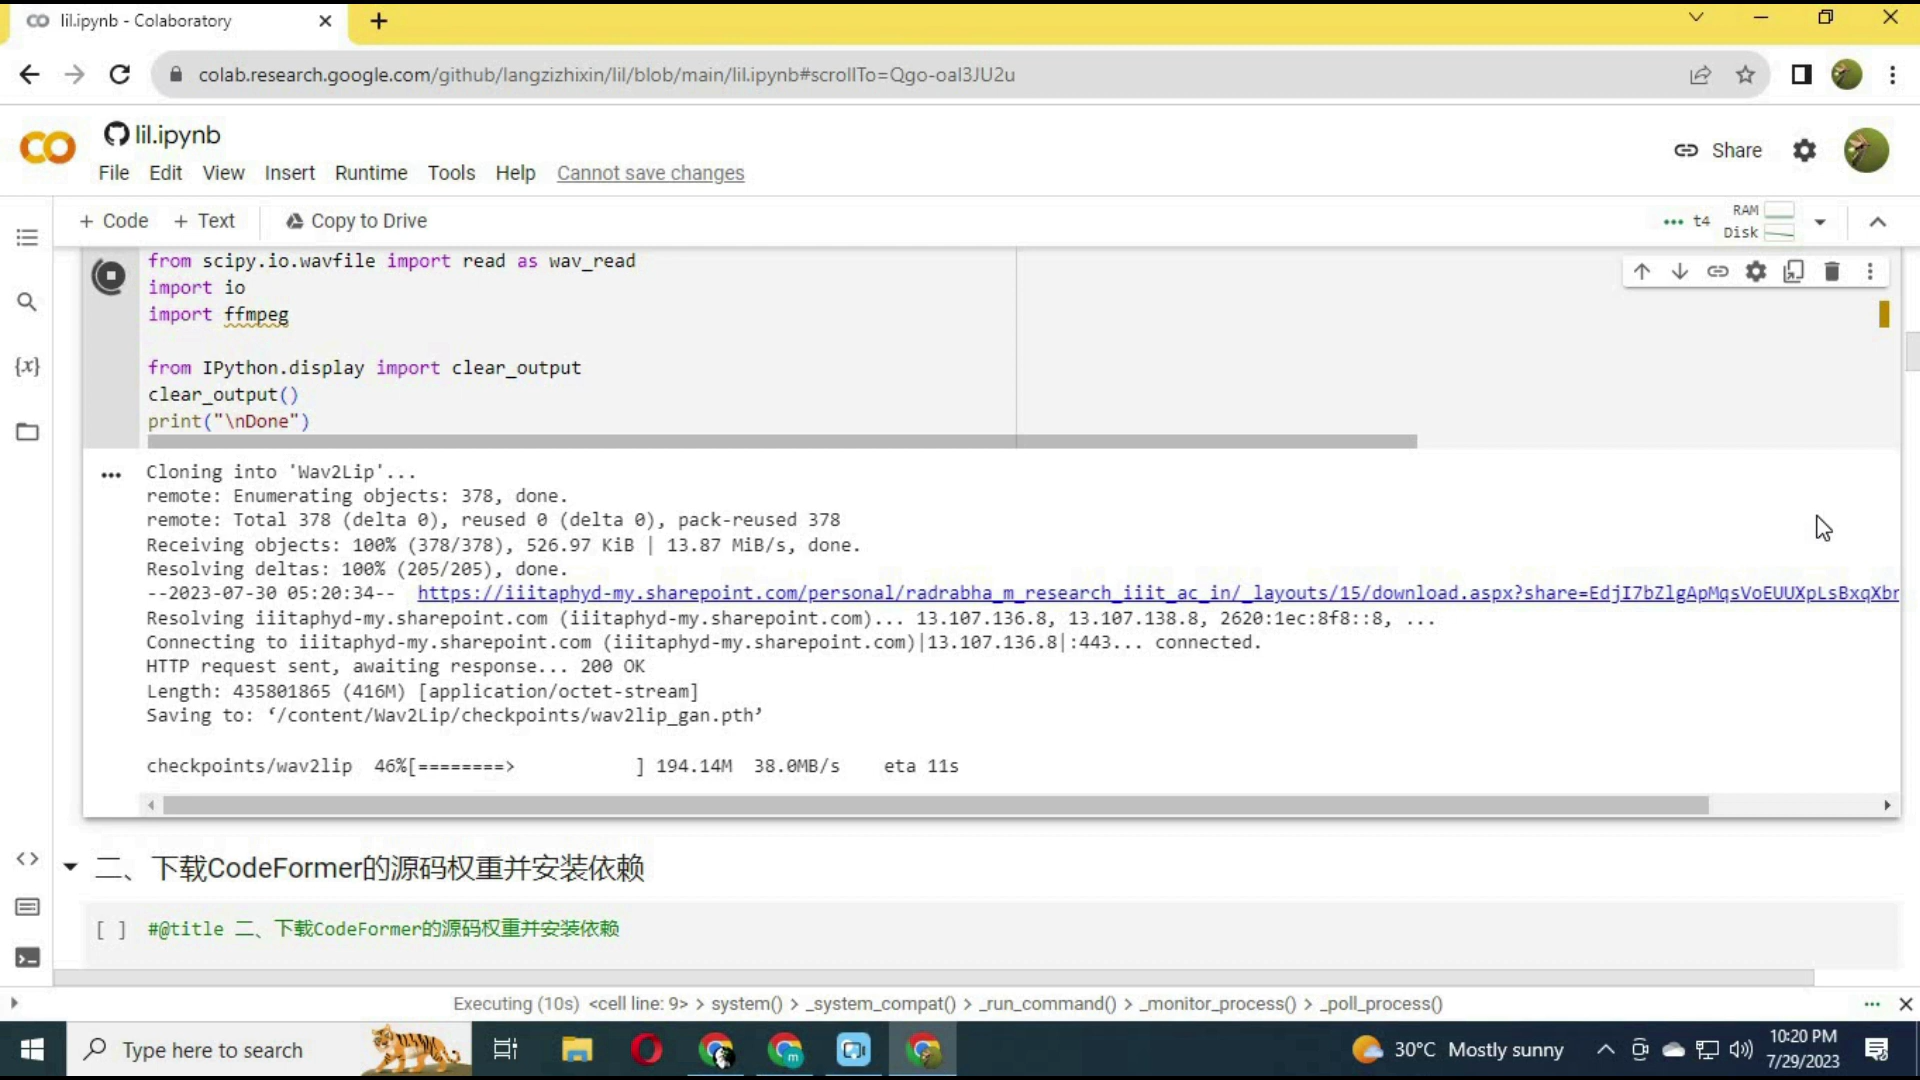 lil.ipynb - Colaboratory
colab.research.google.com/github/langzizhixin/lil/blob/main/lil.ipynb#scrollTo=Qgo-oal3JU2u
CO
lil.ipynb
File Edit View Insert Runtime Tools Help Cannot save changes
Share
+ Code + Text Copy to Drive
t4
RAM
Disk
from scipy.io.wavfile import read as wav_read
import io
import ffmpeg
from IPython.display import clear_output
clear_output()
print("\nDone")
Cloning into 'Wav2Lip'...
remote: Enumerating objects: 378, done.
remote: Total 378 (delta 0), reused 0 (delta 0), pack-reused 378
Receiving objects: 100% (378/378), 526.97 KiB | 13.87 MiB/s, done.
Resolving deltas: 100% (205/205), done.
--2023-07-30 05:20:34-- https://iiitaphyd-my.sharepoint.com/personal/radrabha_m_research_iiit_ac_in/_layouts/15/download.aspx?share=EdjI7bZlgApMqsVoEUUXpLsBxqXbr
Resolving iiitaphyd-my.sharepoint.com (iiitaphyd-my.sharepoint.com)... 13.107.136.8, 13.107.138.8, 2620:1ec:8f8::8, ...
Connecting to iiitaphyd-my.sharepoint.com (iiitaphyd-my.sharepoint.com)|13.107.136.8|:443... connected.
HTTP request sent, awaiting response... 200 OK
Length: 435801865 (416M) [application/octet-stream]
Saving to: ‘/content/Wav2Lip/checkpoints/wav2lip_gan.pth’
checkpoints/wav2lip 46%[========> ] 194.14M 38.0MB/s eta 11s
二、下载CodeFormer的源码权重并安装依赖
[ ] #@title 二、下载CodeFormer的源码权重并安装依赖
Executing (10s) <cell line: 9> > system() > _system_compat() > _run_command() > _monitor_process() > _poll_process()
Type here to search
30°C Mostly sunny
10:20 PM
7/29/2023